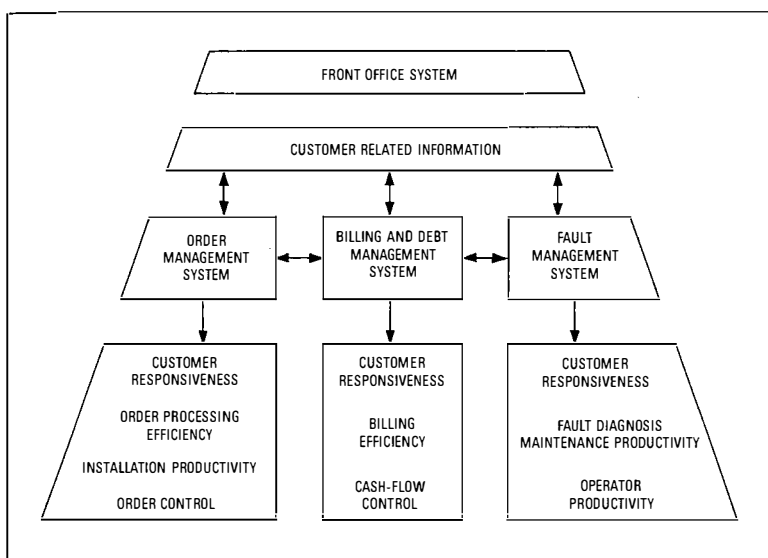 FRONT OFFICE SYSTEM
CUSTOMER RELATED INFORMATION
ORDER
MANAGEMENT
SYSTEM
BILLING AND DEBT
MANAGEMENT
SYSTEM
FAULT
MANAGEMENT
SYSTEM
CUSTOMER
RESPONSIVENESS
ORDER PROCESSING
EFFICIENCY
INSTALLATION PRODUCTIVITY
ORDER CONTROL
CUSTOMER
RESPONSIVENESS
BILLING
EFFICIENCY
CASH-FLOW
CONTROL
CUSTOMER
RESPONSIVENESS
FAULT DIAGNOSIS
MAINTENANCE PRODUCTIVITY
OPERATOR
PRODUCTIVITY